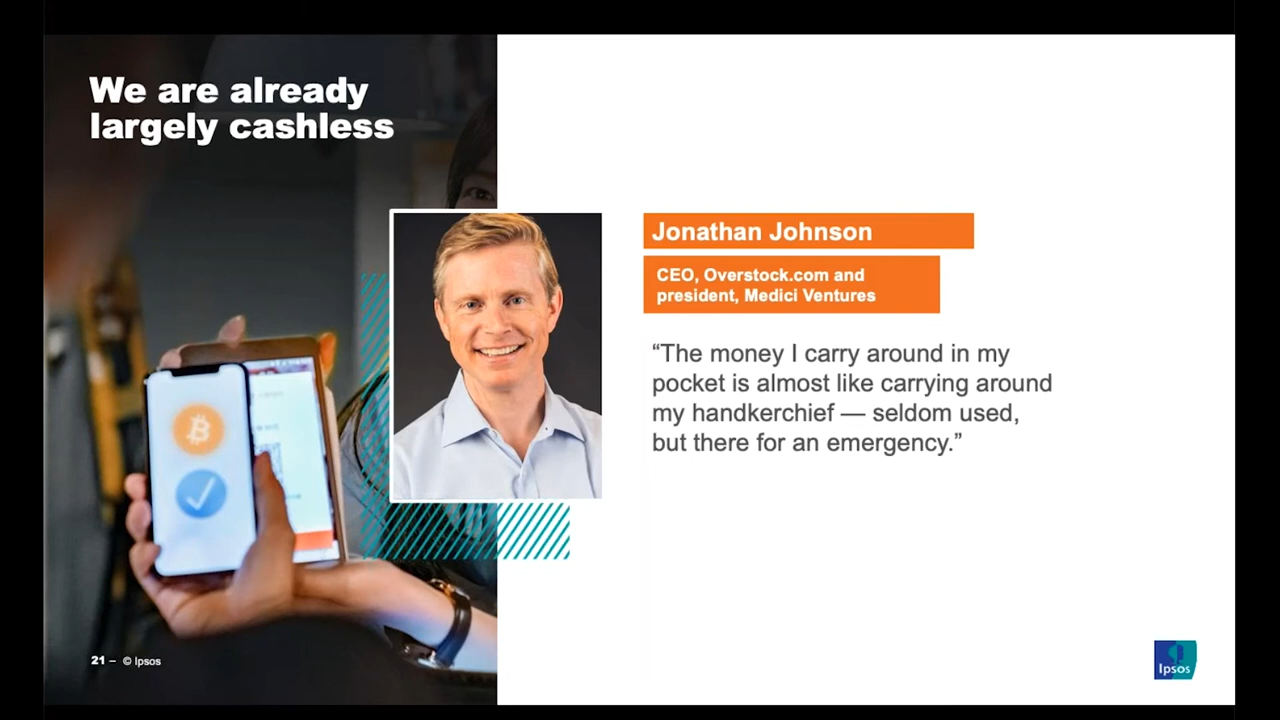 We are already
largely cashless
Jonathan Johnson
CEO, Overstock.com and
president, Medici Ventures
“The money I carry around in my
pocket is almost like carrying around
my handkerchief — seldom used,
but there for an emergency.”
21 – © Ipsos
Ipsos